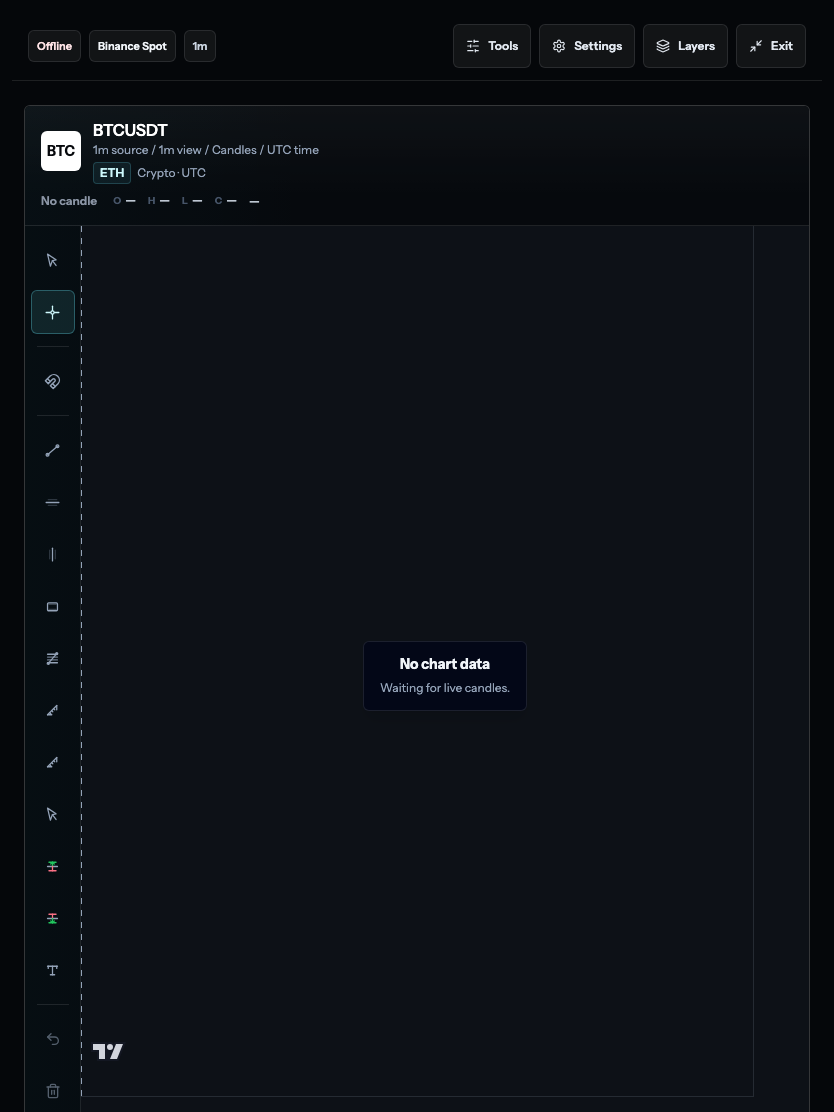 Offline Binance Spot 1m Tools Settings Layers Exit
BTC
BTCUSDT
1m source / 1m view / Candles / UTC time
ETH Crypto · UTC
No candle O — H — L — C — —
No chart data
Waiting for live candles.